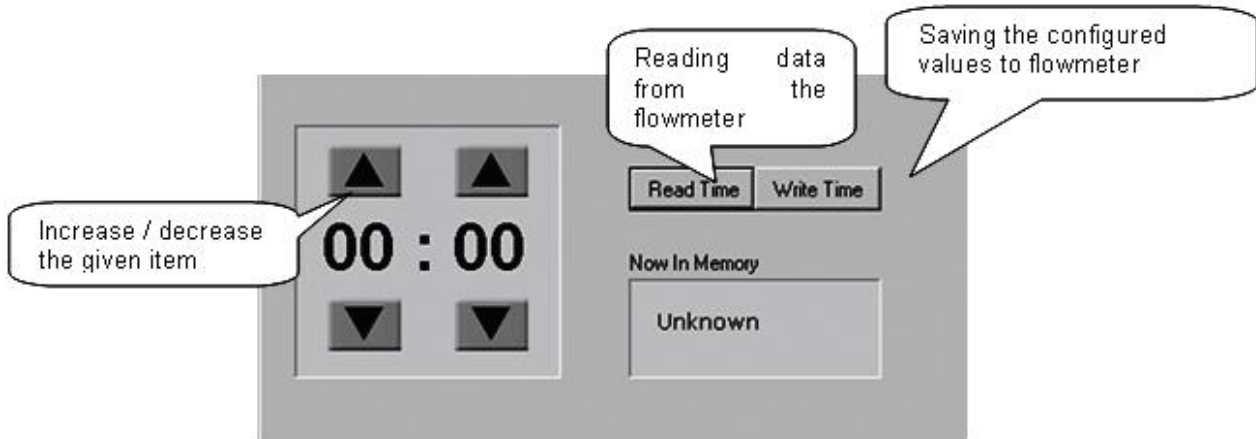 Saving the configured
values to flowmeter
Reading data
from the
flowmeter
Read Time
Write Time
Increase / decrease
the given item
00 : 00
Now In Memory
Unknown